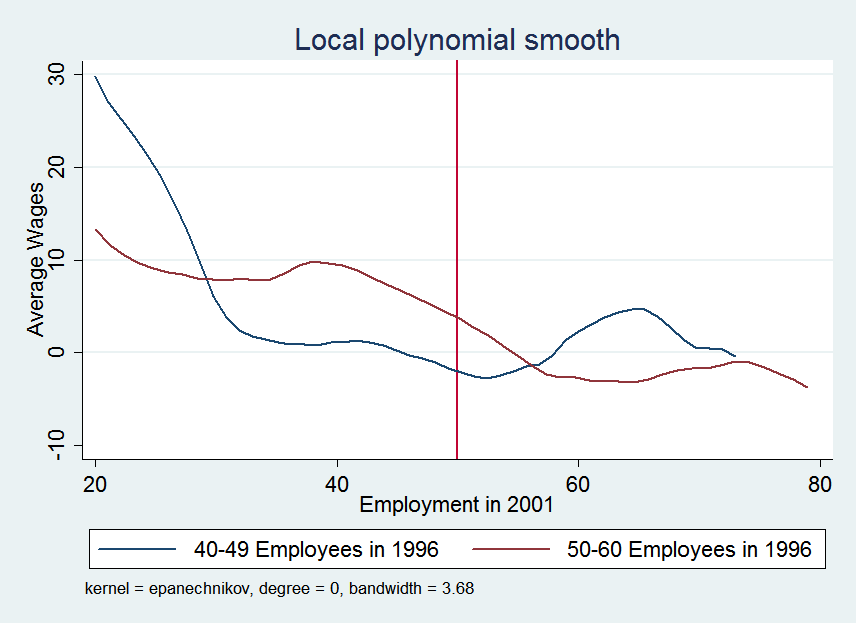 Local polynomial smooth
Average Wages
30
20
10
0
-10
20 40 60 80
Employment in 2001
40-49 Employees in 1996 50-60 Employees in 1996
kernel = epanechnikov, degree = 0, bandwidth = 3.68